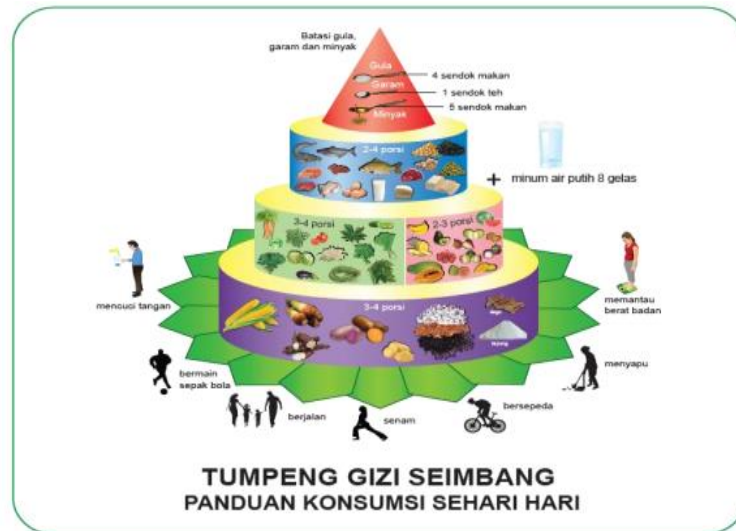 Batasi gula,
garam dan minyak
Gula
4 sendok makan
Garam
1 sendok teh
5 sendok makan
Minyak
2-4 porsi
+ minum air putih 8 gelas
3-4 porsi
2-3 porsi
3-4 porsi
mencuci tangan
memantau
berat badan
bermain
sepak bola
menyapu
berjalan
senam
bersepeda
TUMPENG GIZI SEIMBANG
PANDUAN KONSUMSI SEHARI HARI